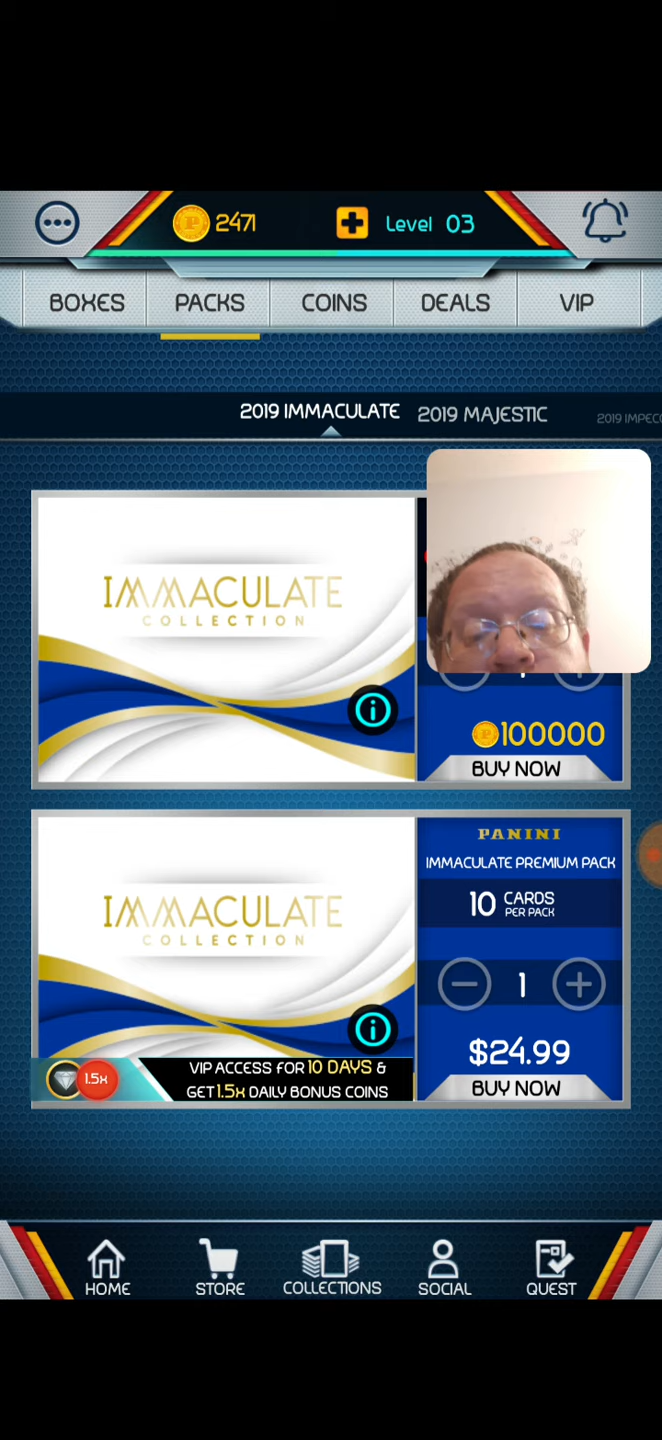 2471
Level 03
BOXES
PACKS
COINS
DEALS
VIP
2019 IMMACULATE
2019 MAJESTIC
2019 IMPEC
IMMACULATE
COLLECTION
100000
BUY NOW
IMMACULATE
COLLECTION
PANINI
IMMACULATE PREMIUM PACK
10 CARDS PER PACK
1
$24.99
BUY NOW
1.5x
VIP ACCESS FOR 10 DAYS &
GET 1.5x DAILY BONUS COINS
HOME
STORE
COLLECTIONS
SOCIAL
QUEST